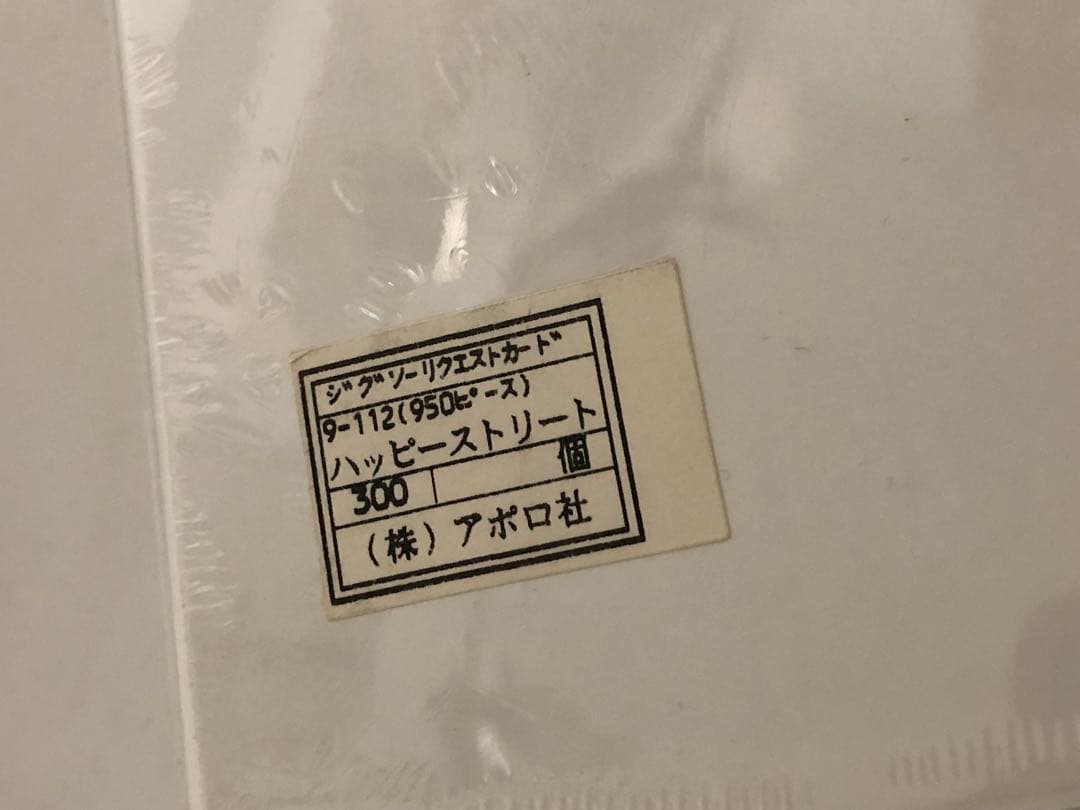 ジグソーリクエストカード
9-112(950ピース)
ハッピーストリート
300 個
(株)アポロ社